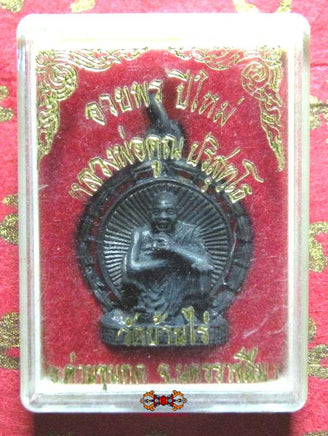 อวยพร ปีใหม่
หลวงพ่อคูณ ปริสุทฺโธ
วัดบ้านไร่
อ.ด่านขุนทด จ.นครราชสีมา